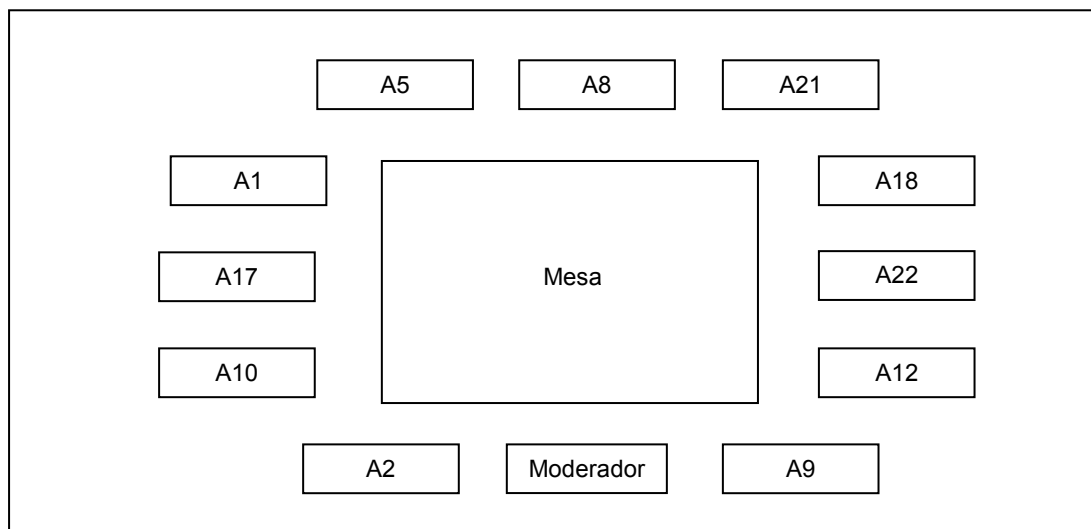 A5 A8 A21
A1 A18
A17 Mesa A22
A10 A12
A2 Moderador A9